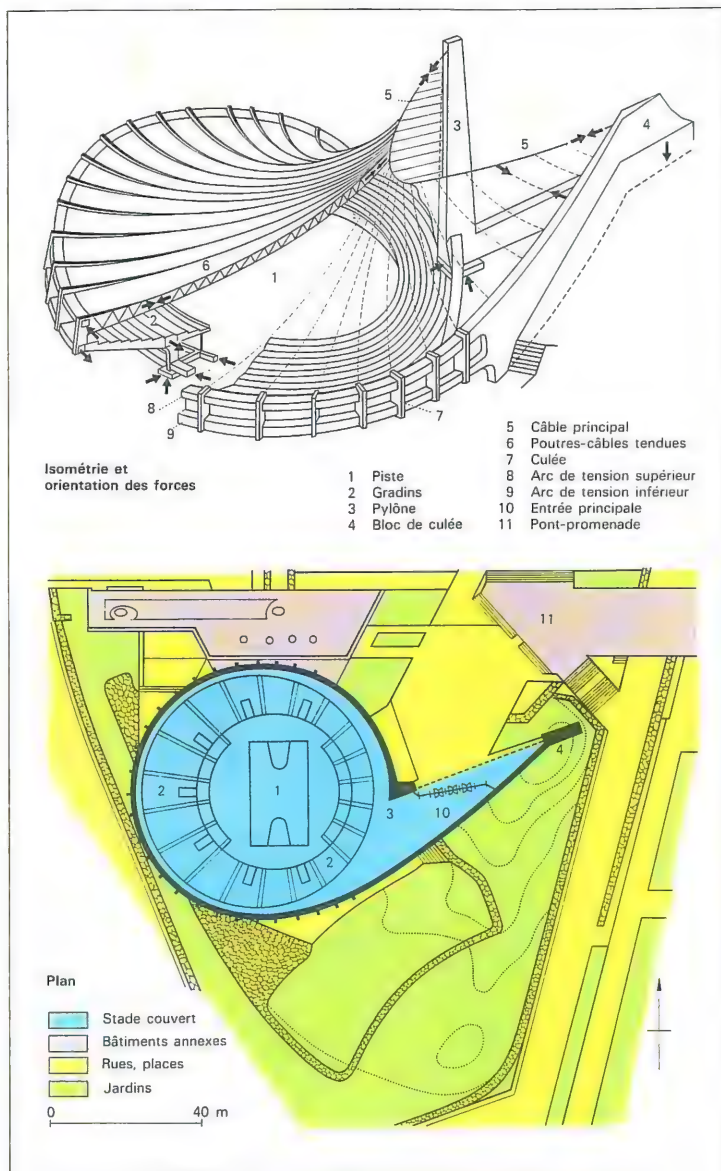 5
3
5
4
6
1
2
8
9
7
Isométrie et
orientation des forces
1 Piste
2 Gradins
3 Pylône
4 Bloc de culée
5 Câble principal
6 Poutres-câbles tendues
7 Culée
8 Arc de tension supérieur
9 Arc de tension inférieur
10 Entrée principale
11 Pont-promenade
11
4
2
1
3
10
2
Plan
Stade couvert
Bâtiments annexes
Rues, places
Jardins
0 40 m